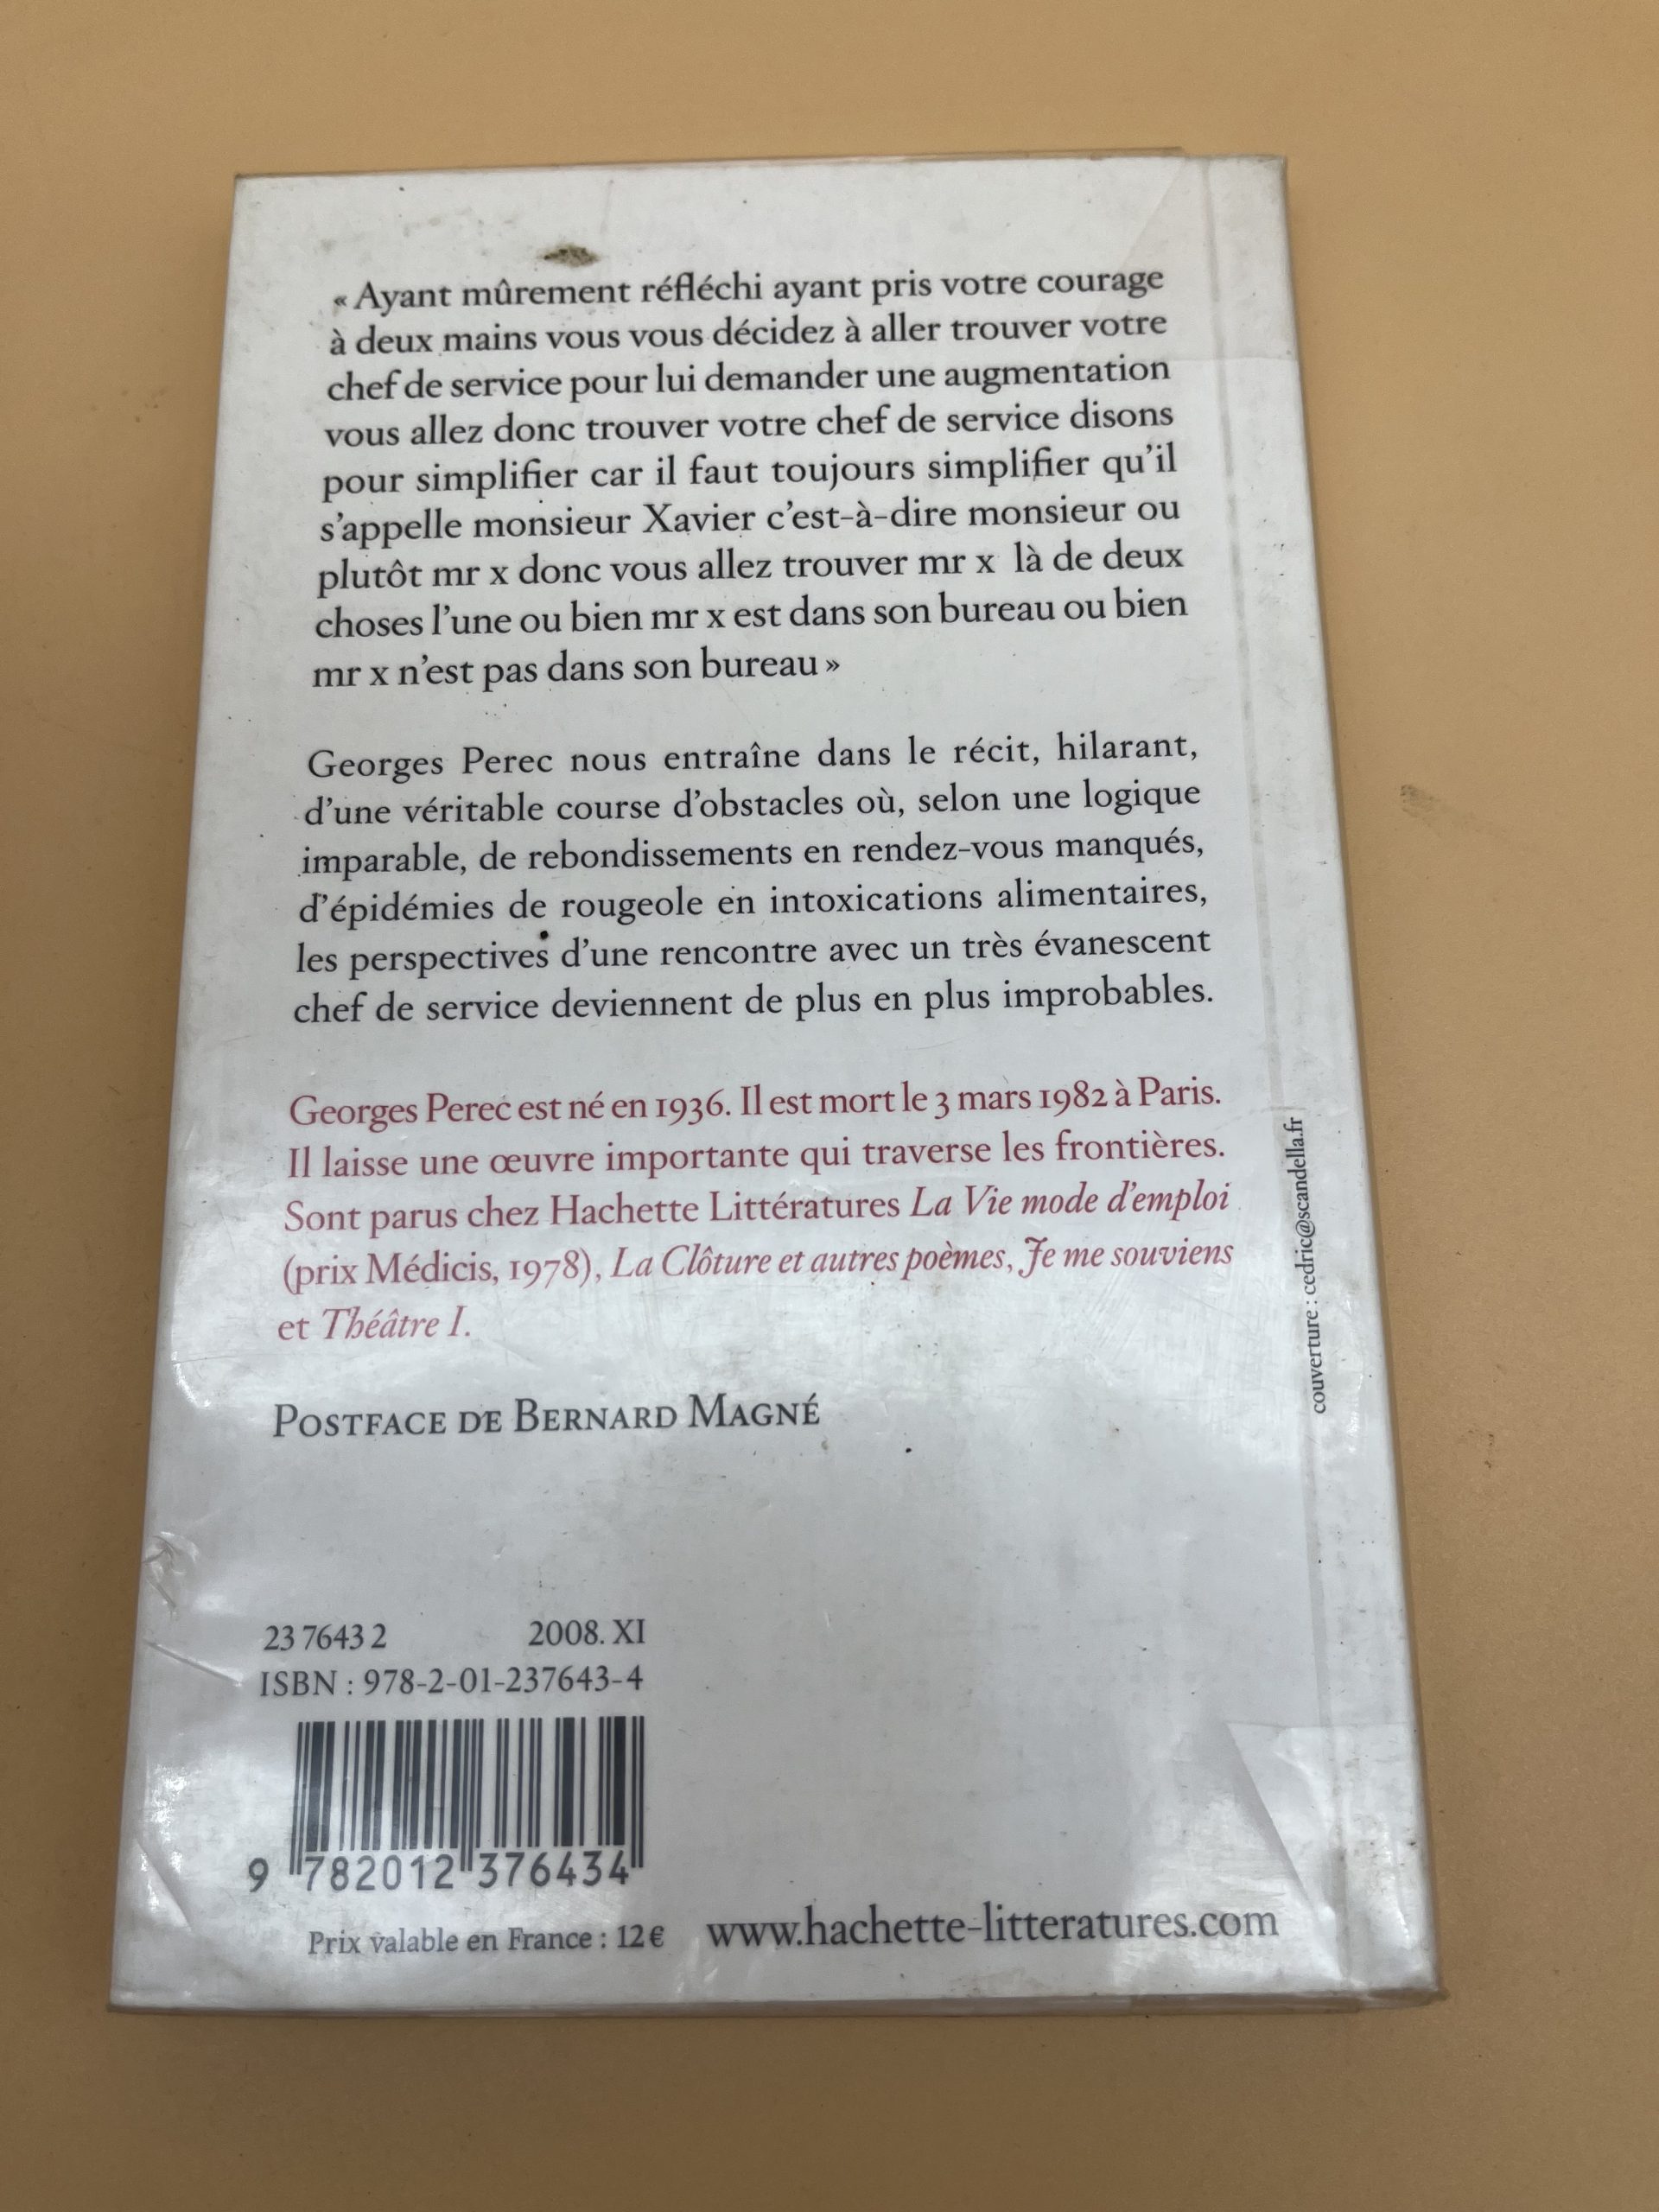 « Ayant mûrement réfléchi ayant pris votre courage
à deux mains vous vous décidez à aller trouver votre
chef de service pour lui demander une augmentation
vous allez donc trouver votre chef de service disons
pour simplifier car il faut toujours simplifier qu'il
s'appelle monsieur Xavier c'est-à-dire monsieur ou
plutôt mr x donc vous allez trouver mr x là de deux
choses l'une ou bien mr x est dans son bureau ou bien
mr x n'est pas dans son bureau »
Georges Perec nous entraîne dans le récit, hilarant,
d'une véritable course d'obstacles où, selon une logique
imparable, de rebondissements en rendez-vous manqués,
d'épidémies de rougeole en intoxications alimentaires,
les perspectives d'une rencontre avec un très évanescent
chef de service deviennent de plus en plus improbables.
Georges Perec est né en 1936. Il est mort le 3 mars 1982 à Paris.
Il laisse une œuvre importante qui traverse les frontières.
Sont parus chez Hachette Littératures La Vie mode d'emploi
(prix Médicis, 1978), La Clôture et autres poèmes, Je me souviens
et Théâtre I.
POSTFACE DE BERNARD MAGNÉ
couverture : cedric@scandella.fr
23 7643 2 2008. XI
ISBN : 978-2-01-237643-4
9 782012 376434
Prix valable en France : 12 € www.hachette-litteratures.com